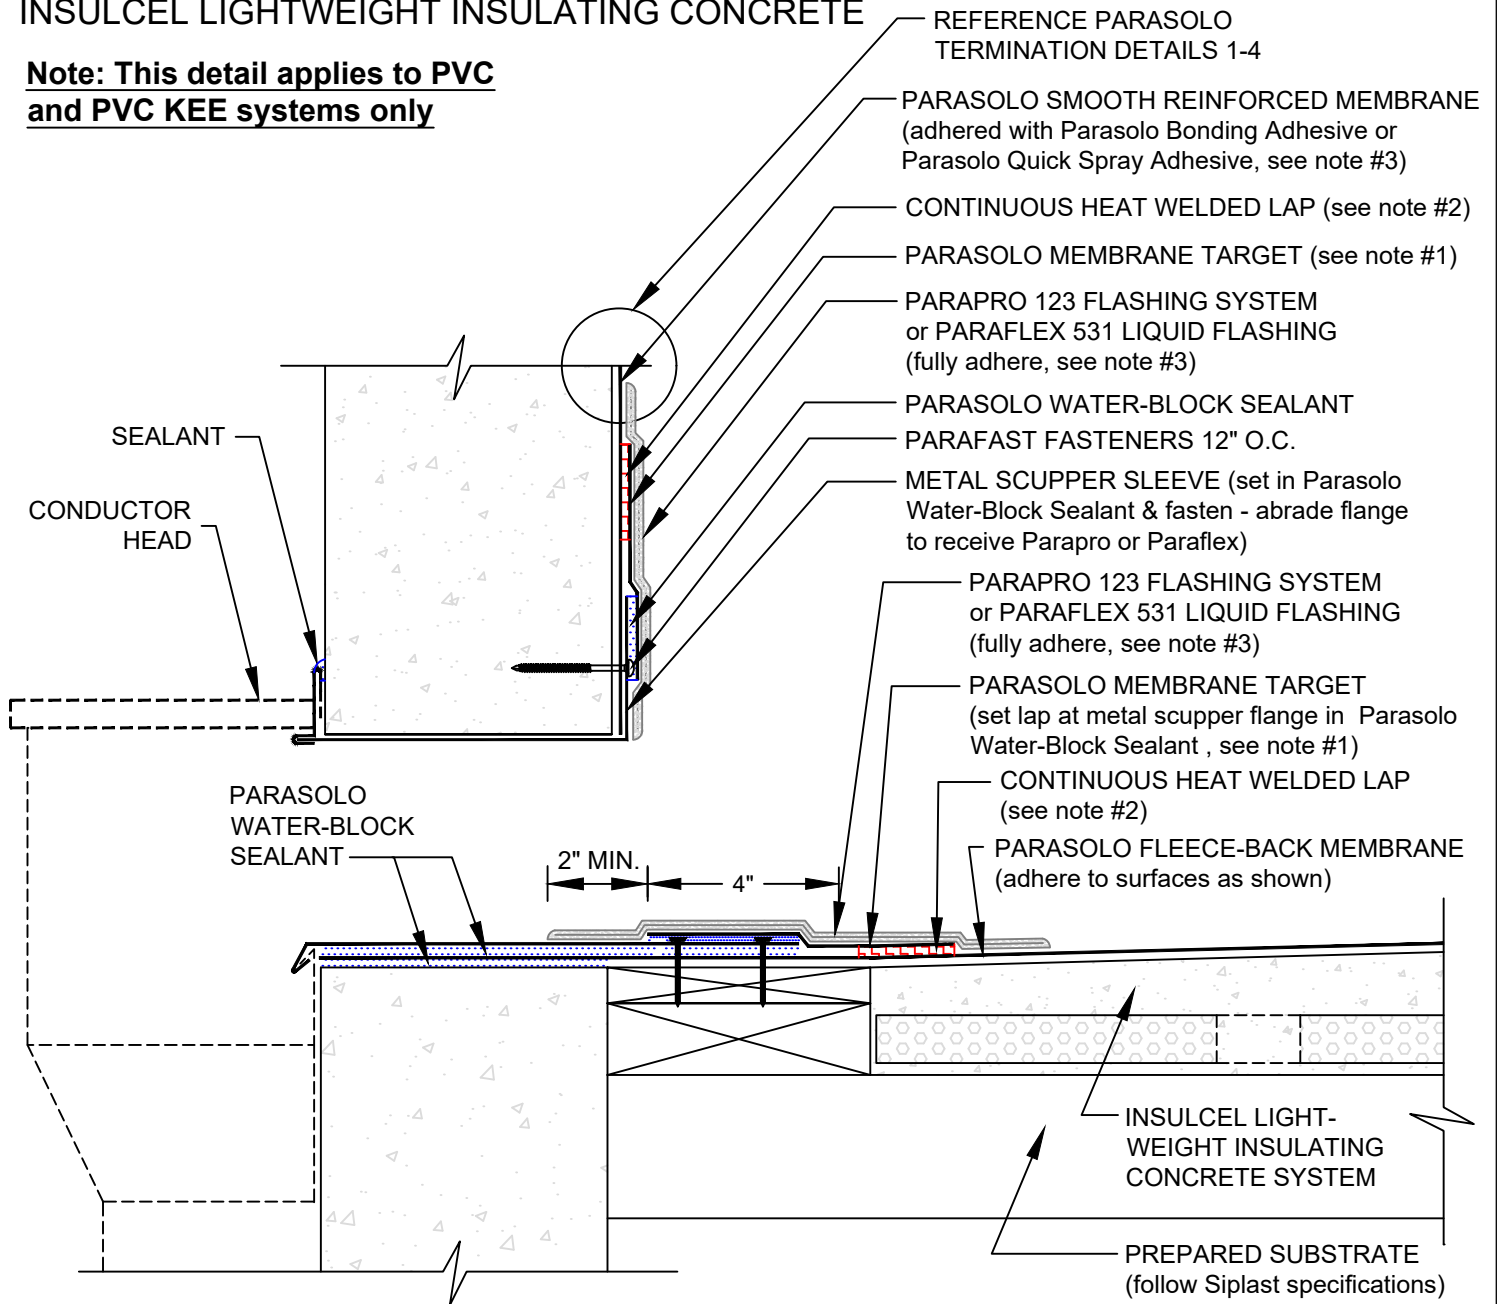 INSULCEL LIGHTWEIGHT INSULATING CONCRETE
Note: This detail applies to PVC
and PVC KEE systems only
REFERENCE PARASOLO
TERMINATION DETAILS 1-4
PARASOLO SMOOTH REINFORCED MEMBRANE
(adhered with Parasolo Bonding Adhesive or
Parasolo Quick Spray Adhesive, see note #3)
CONTINUOUS HEAT WELDED LAP (see note #2)
PARASOLO MEMBRANE TARGET (see note #1)
PARAPRO 123 FLASHING SYSTEM
or PARAFLEX 531 LIQUID FLASHING
(fully adhere, see note #3)
PARASOLO WATER-BLOCK SEALANT
PARAFAST FASTENERS 12" O.C.
METAL SCUPPER SLEEVE (set in Parasolo
Water-Block Sealant & fasten - abrade flange
to receive Parapro or Paraflex)
SEALANT
CONDUCTOR
HEAD
PARAPRO 123 FLASHING SYSTEM
or PARAFLEX 531 LIQUID FLASHING
(fully adhere, see note #3)
PARASOLO MEMBRANE TARGET
(set lap at metal scupper flange in Parasolo
Water-Block Sealant , see note #1)
CONTINUOUS HEAT WELDED LAP
(see note #2)
PARASOLO FLEECE-BACK MEMBRANE
(adhere to surfaces as shown)
PARASOLO
WATER-BLOCK
SEALANT
2" MIN.
4"
INSULCEL LIGHT-
WEIGHT INSULATING
CONCRETE SYSTEM
PREPARED SUBSTRATE
(follow Siplast specifications)